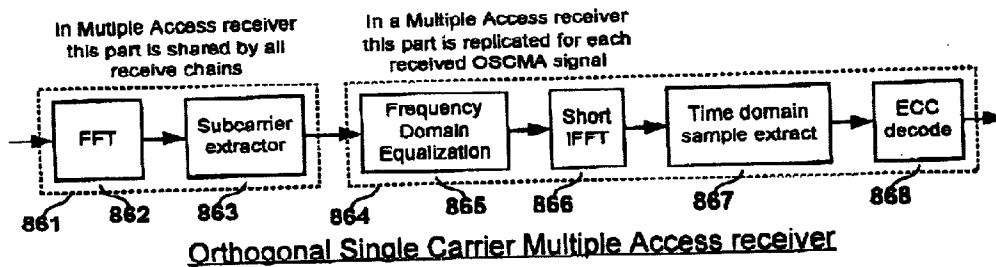 In Mutiple Access receiver
this part is shared by all
receive chains
In a Multiple Access receiver
this part is replicated for each
received OSCMA signal
FFT
Subcarrier
extractor
Frequency
Domain
Equalization
Short
IFFT
Time domain
sample extract
ECC
decode
861
862
863
864
865
866
867
868
Orthogonal Single Carrier Multiple Access receiver